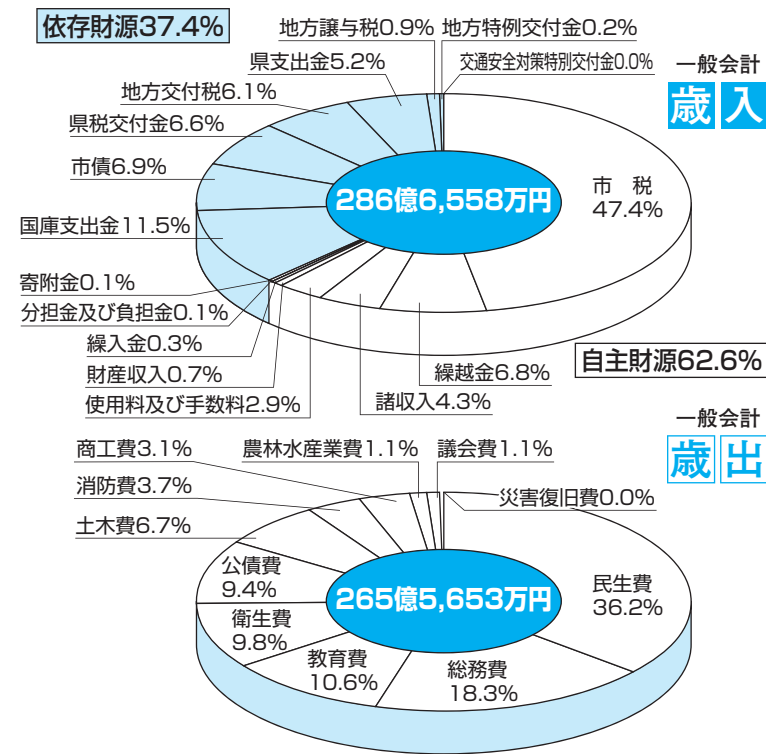 依存財源37.4%
地方譲与税0.9%
地方特例交付金0.2%
県支出金5.2%
交通安全対策特別交付金0.0%
一般会計
歳入
地方交付税6.1%
県税交付金6.6%
市債6.9%
国庫支出金11.5%
286億6,558万円
市　税
47.4%
寄附金0.1%
分担金及び負担金0.1%
繰入金0.3%
財産収入0.7%
使用料及び手数料2.9%
諸収入4.3%
繰越金6.8%
自主財源62.6%
一般会計
歳出
商工費3.1%
農林水産業費1.1%
議会費1.1%
消防費3.7%
災害復旧費0.0%
土木費6.7%
公債費
9.4%
衛生費
9.8%
教育費
10.6%
総務費
18.3%
民生費
36.2%
265億5,653万円